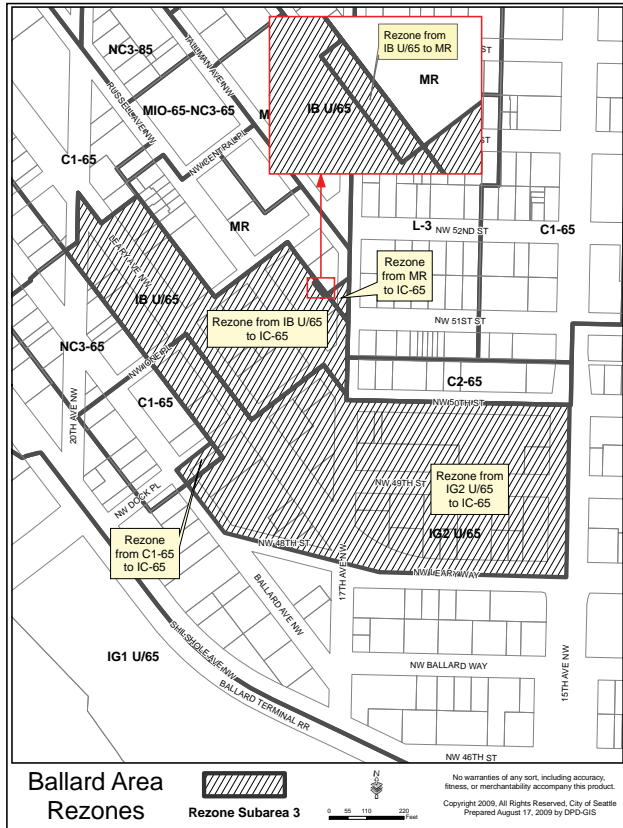 NC3-85
TALLMAN AVE NW
RUSSELL AVE NW
MIO-65-NC3-65
M
Rezone from
IB U/65 to MR
MR
IB U/65
C1-65
NW CENTRAL PL
MR
L-3
NW 52ND ST
C1-65
LEARY AVE NW
IB U/65
Rezone
from MR
to IC-65
Rezone from IB U/65
to IC-65
NW 51ST ST
NC3-65
NW IONE PL
C2-65
C1-65
NW 50TH ST
20TH AVE NW
NW 49TH ST
Rezone from
IG2 U/65
to IC-65
NW DOCK PL
IG2 U/65
Rezone
from C1-65
to IC-65
NW 48TH ST
17TH AVE NW
NW LEARY WAY
BALLARD AVE NW
IG1 U/65
SHILSHOLE AVE NW
BALLARD TERMINAL RR
NW BALLARD WAY
15TH AVE NW
NW 46TH ST
Ballard Area
Rezones
Rezone Subarea 3
N
0 55 110 220
Feet
No warranties of any sort, including accuracy,
fitness, or merchantability accompany this product.
Copyright 2009, All Rights Reserved, City of Seattle
Prepared August 17, 2009 by DPD-GIS